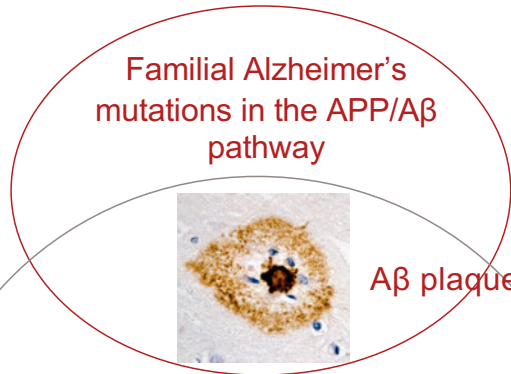 Familial Alzheimer’s
mutations in the APP/Aβ
pathway
Aβ plaque